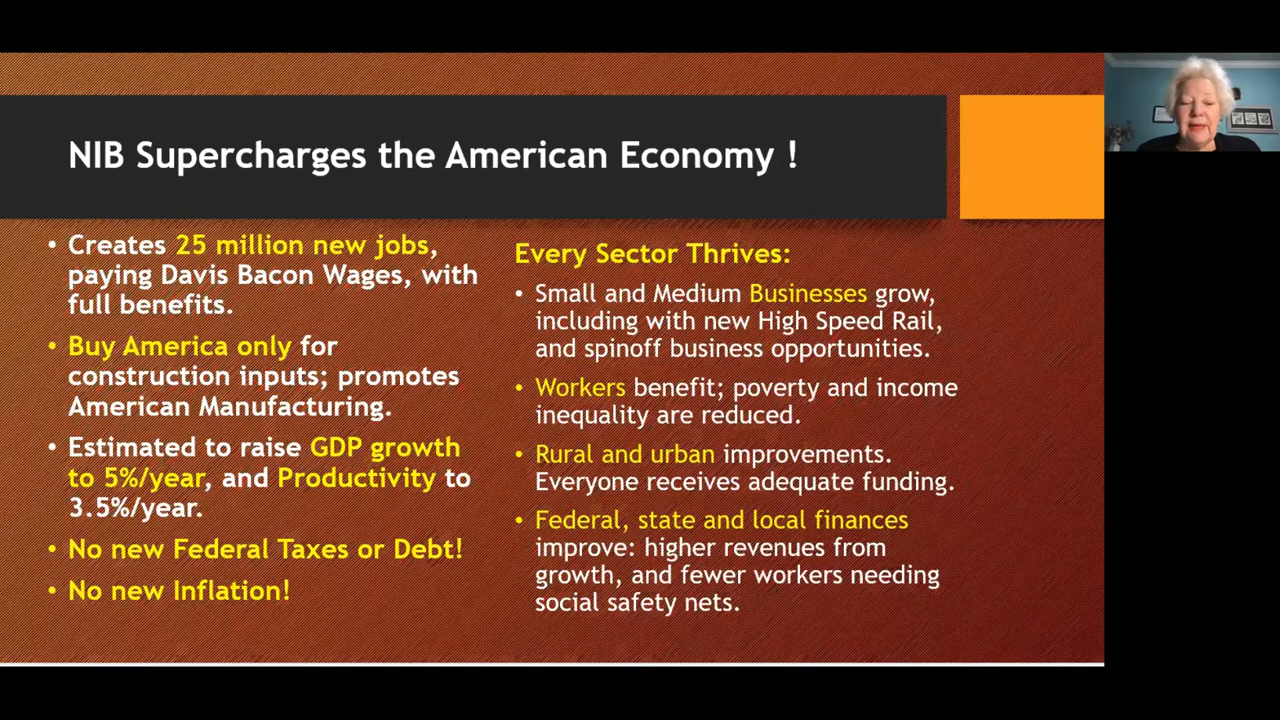 NIB Supercharges the American Economy !
• Creates 25 million new jobs,
paying Davis Bacon Wages, with
full benefits.
• Buy America only for
construction inputs; promotes
American Manufacturing.
• Estimated to raise GDP growth
to 5%/year, and Productivity to
3.5%/year.
• No new Federal Taxes or Debt!
• No new Inflation!
Every Sector Thrives:
• Small and Medium Businesses grow,
including with new High Speed Rail,
and spinoff business opportunities.
• Workers benefit; poverty and income
inequality are reduced.
• Rural and urban improvements.
Everyone receives adequate funding.
• Federal, state and local finances
improve: higher revenues from
growth, and fewer workers needing
social safety nets.